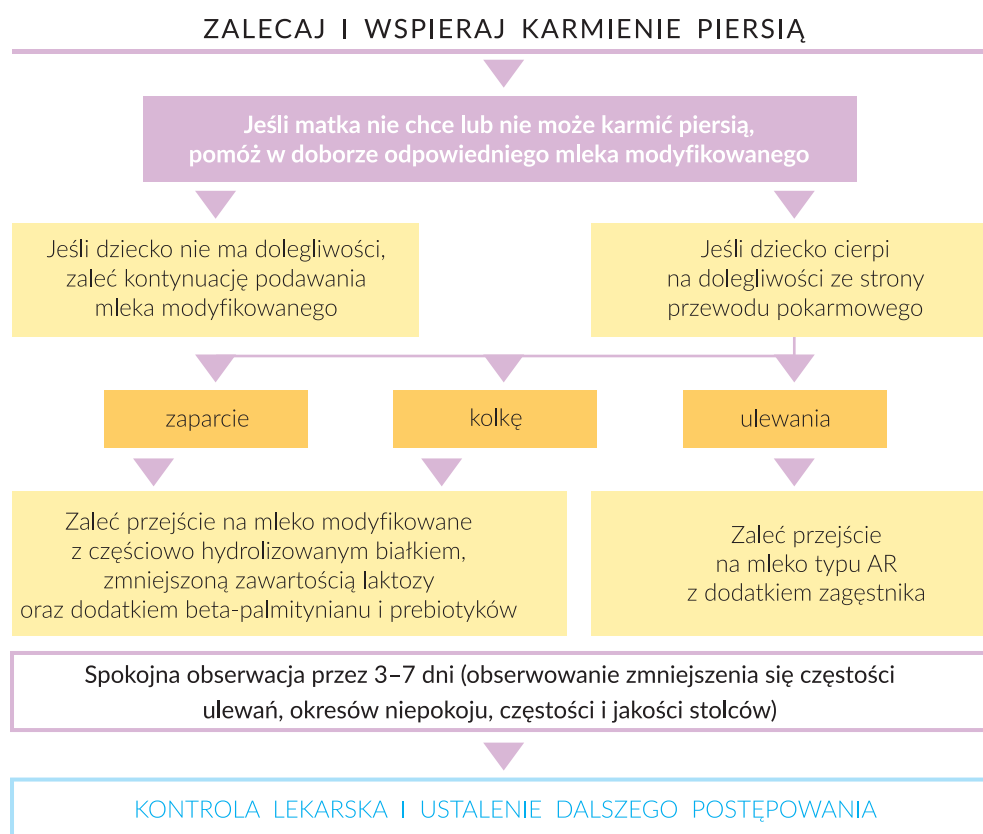 ZALECAJ I WSPIERAJ KARMIENIE PIERSIĄ
Jeśli matka nie chce lub nie może karmić piersią,
pomóż w doborze odpowiedniego mleka modyfikowanego
Jeśli dziecko nie ma dolegliwości,
zaleć kontynuację podawania
mleka modyfikowanego
Jeśli dziecko cierpi
na dolegliwości ze strony
przewodu pokarmowego
zaparcie
kolkę
ulewania
Zaleć przejście na mleko modyfikowane
z częściowo hydrolizowanym białkiem,
zmniejszoną zawartością laktozy
oraz dodatkiem beta-palmitynianu i prebiotyków
Zaleć przejście
na mleko typu AR
z dodatkiem zagęstnika
Spokojna obserwacja przez 3–7 dni (obserwowanie zmniejszenia się częstości
ulewań, okresów niepokoju, częstości i jakości stolców)
KONTROLA LEKARSKA I USTALENIE DALSZEGO POSTĘPOWANIA